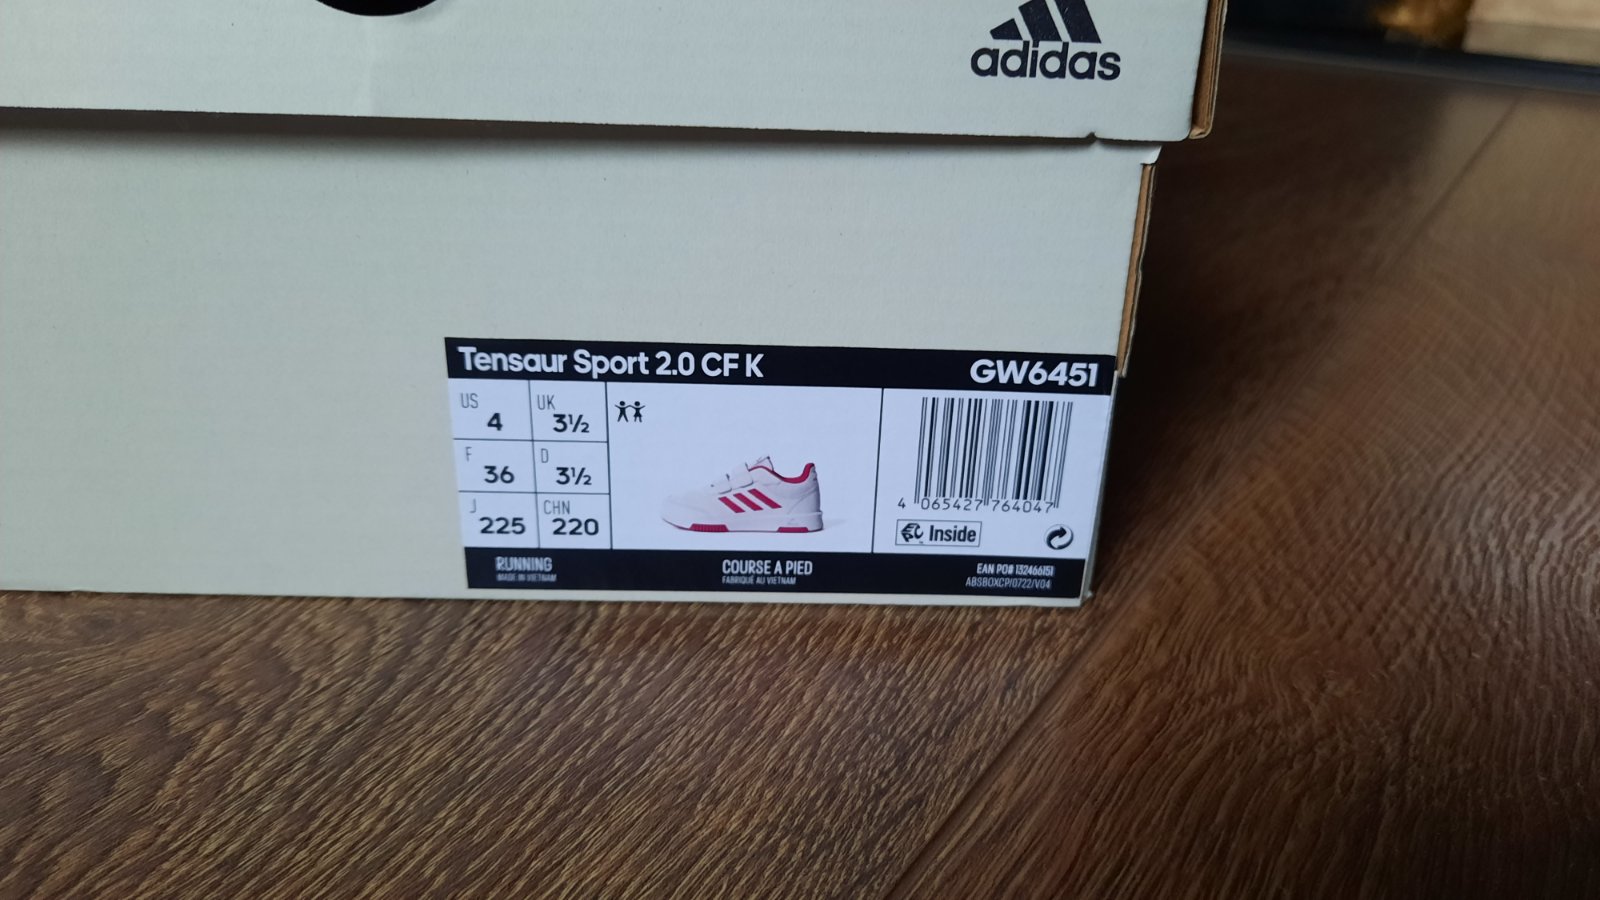 adidas
Tensaur Sport 2.0 CF K
GW6451
US
4
UK
3½
F
36
D
3½
J
225
CHN
220
4 065427 764047
Inside
RUNNING
MADE IN VIETNAM
COURSE A PIED
FABRIQUÉ AU VIETNAM
EAN PO# 132466151
ABSBOXCP/0722/V04